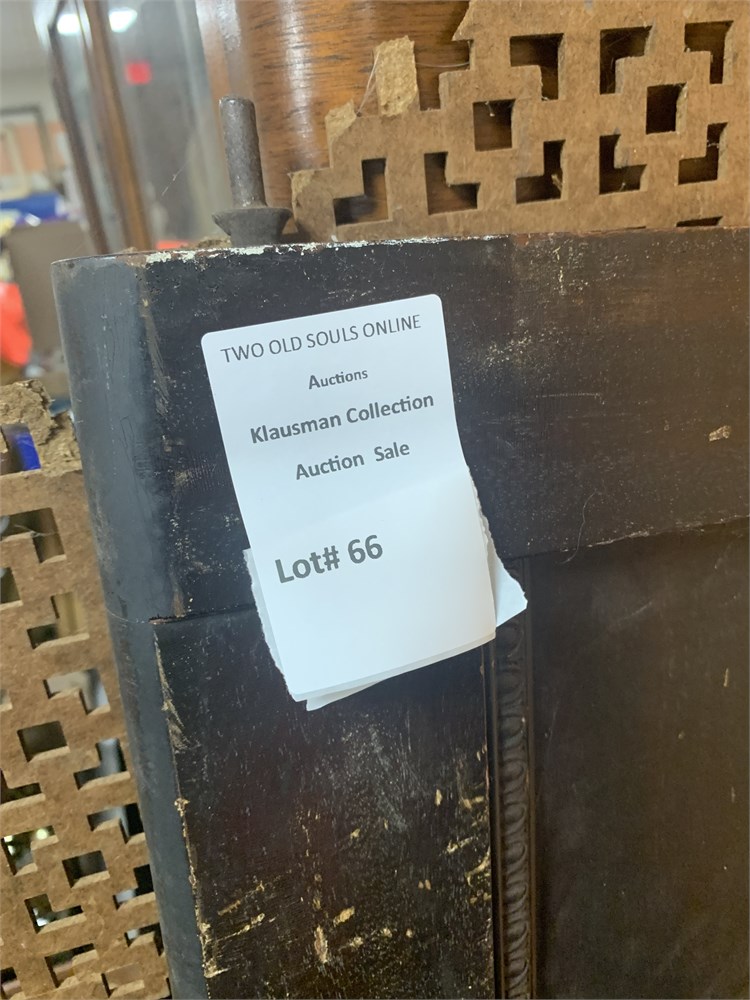 TWO OLD SOULS ONLINE
Auctions
Klausman Collection
Auction Sale
Lot# 66